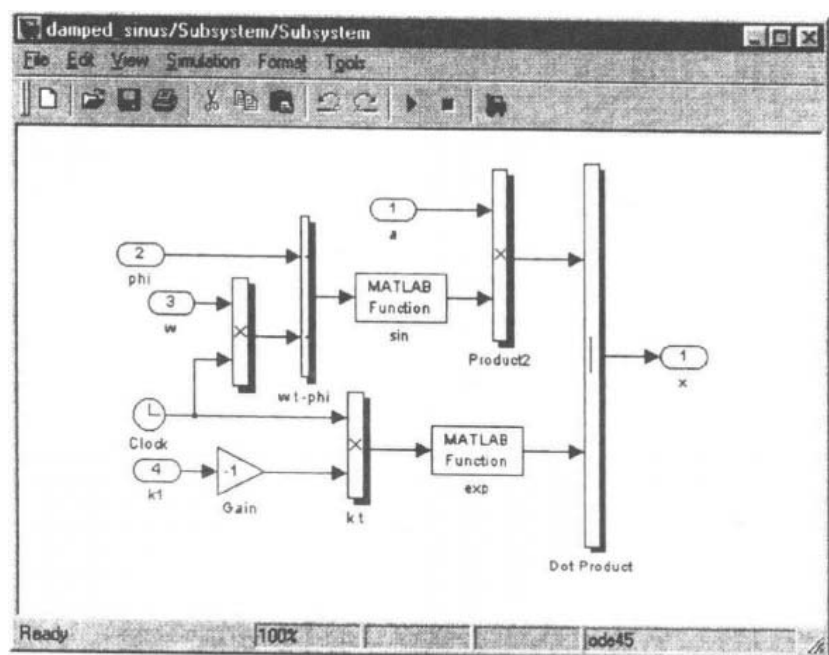 damped_sinus/Subsystem/Subsystem
File Edit View Simulation Format Tools
1
a
2
phi
3
w
MATLAB
Function
sin
Product2
1
x
wt-phi
Clock
4
k1
-1
Gain
kt
MATLAB
Function
exp
Dot Product
Ready
100%
ode45